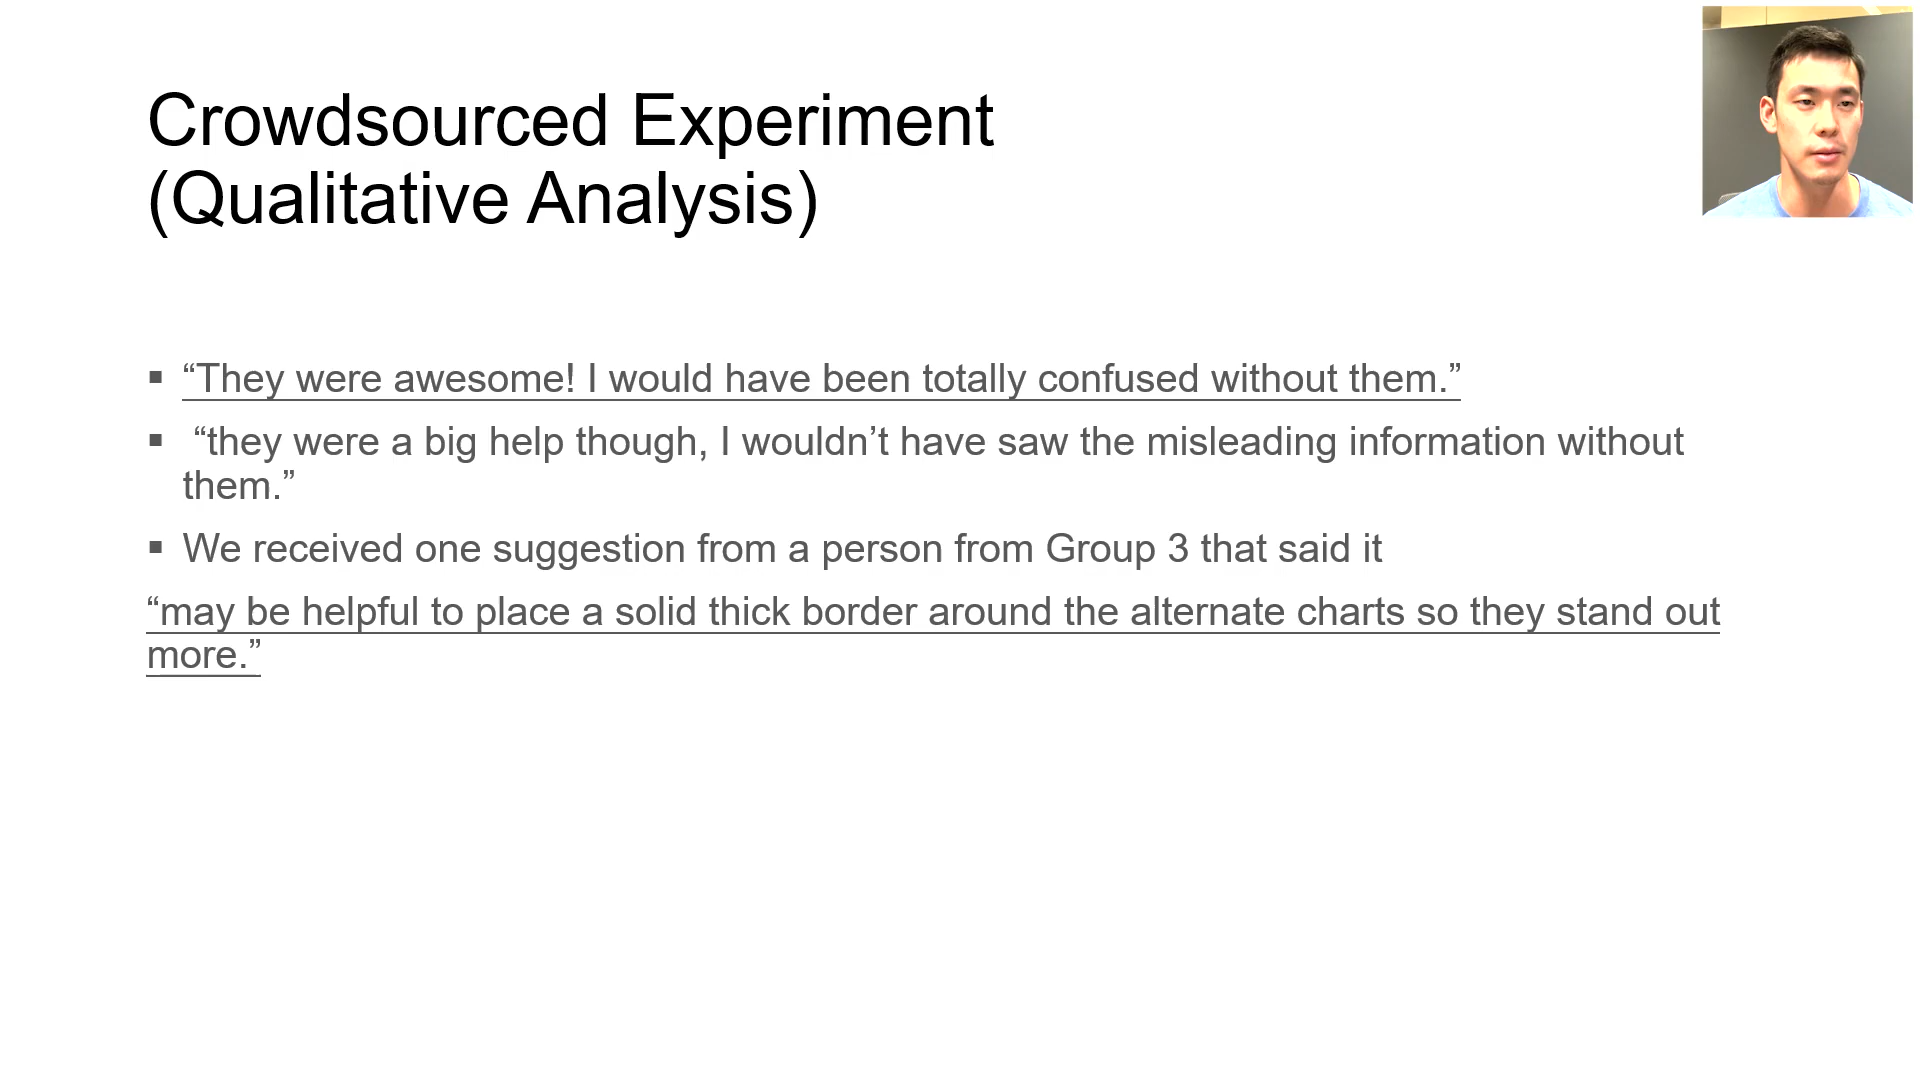 Crowdsourced Experiment
(Qualitative Analysis)
▪ “They were awesome! I would have been totally confused without them.”
▪ “they were a big help though, I wouldn’t have saw the misleading information without
them.”
▪ We received one suggestion from a person from Group 3 that said it
“may be helpful to place a solid thick border around the alternate charts so they stand out
more.”